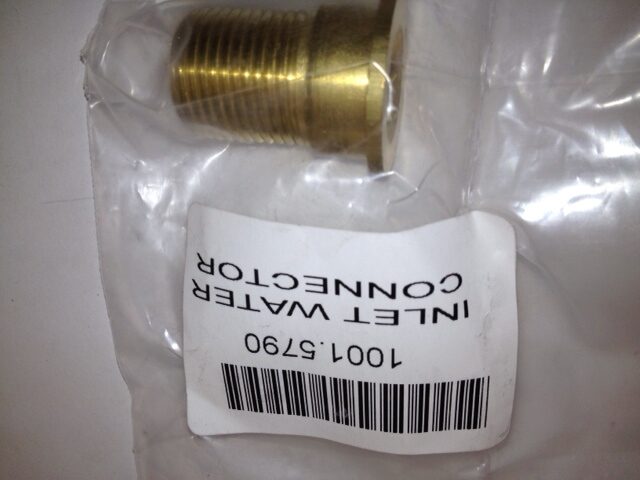 1001.5790
INLET WATER
CONNECTOR